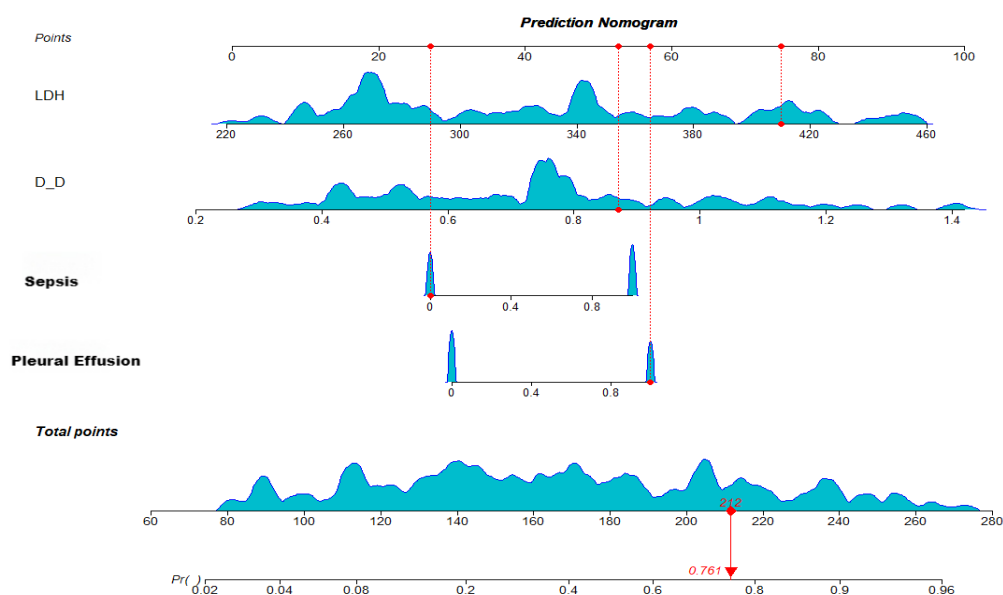 Prediction Nomogram
Points
0 20 40 60 80 100
LDH
220 260 300 340 380 420 460
D_D
0.2 0.4 0.6 0.8 1 1.2 1.4
Sepsis
0 0.4 0.8
Pleural Effusion
0 0.4 0.8
Total points
212
60 80 100 120 140 160 180 200 220 240 260 280
0.761
Pr( )
0.02 0.04 0.08 0.2 0.4 0.6 0.8 0.9 0.96